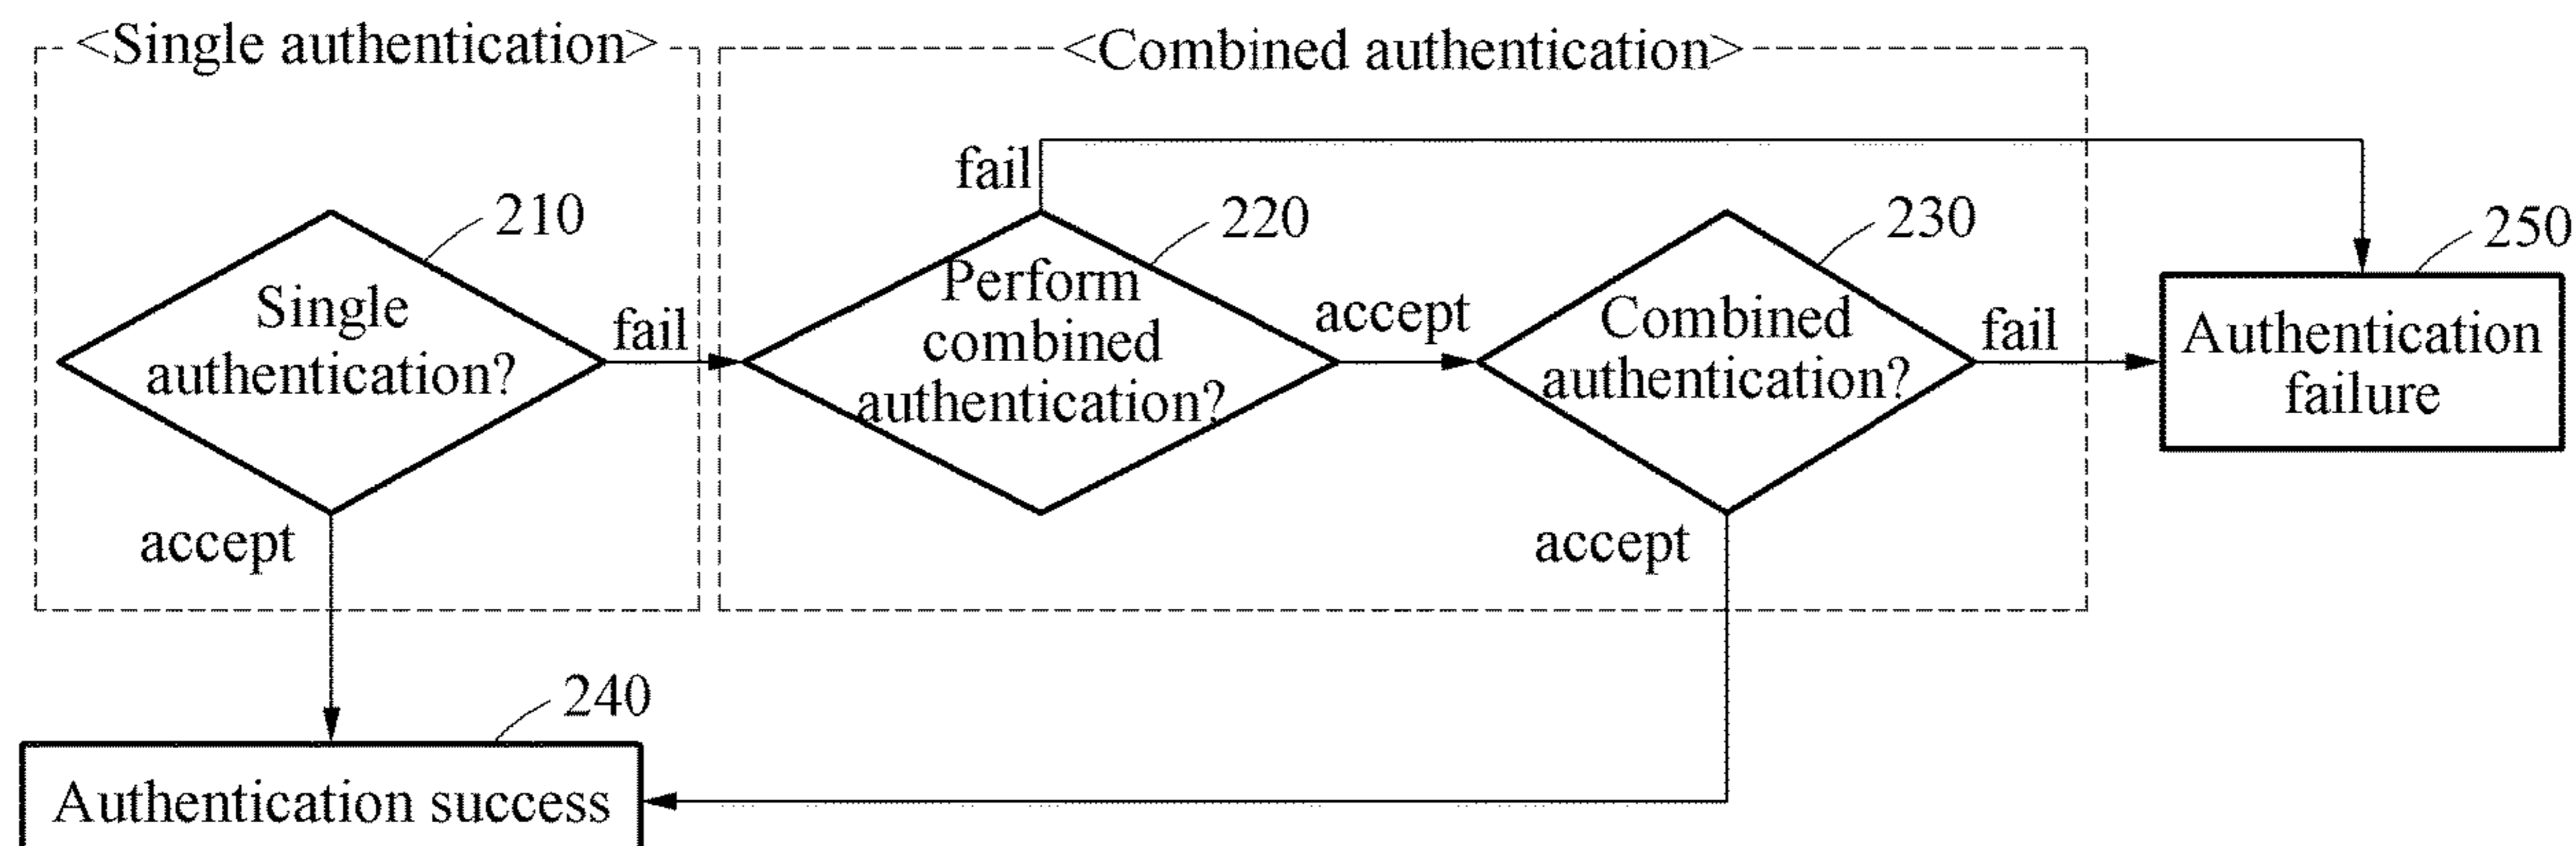 <Single authentication>
<Combined authentication>
fail
210
220
230
250
Single
authentication?
fail
Perform
combined
authentication?
accept
Combined
authentication?
fail
Authentication
failure
accept
accept
240
Authentication success